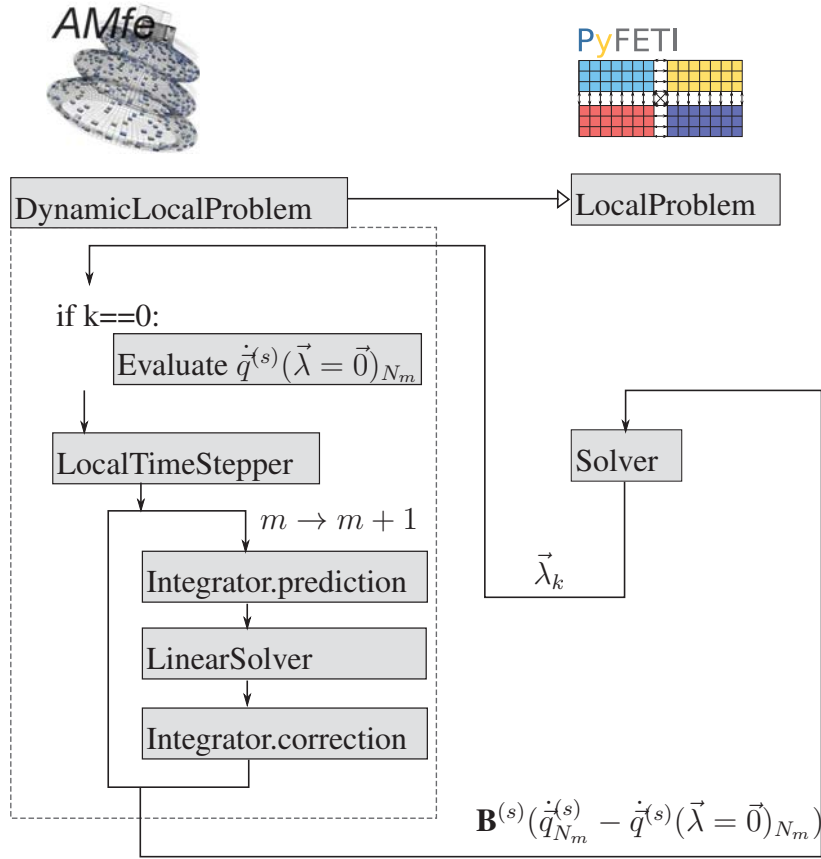 AMfe
PyFETI
DynamicLocalProblem
LocalProblem
if k==0:
Evaluate $\dot{\vec{q}}^{(s)}(\vec{\lambda} = \vec{0})_{N_m}$
LocalTimeStepper
Solver
$m \to m + 1$
Integrator.prediction
$\vec{\lambda}_k$
LinearSolver
Integrator.correction
$\mathbf{B}^{(s)}(\dot{\vec{q}}^{(s)}_{N_m} - \dot{\vec{q}}^{(s)}(\vec{\lambda} = \vec{0})_{N_m})$